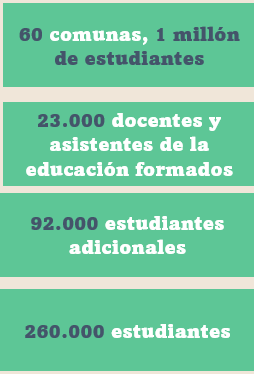 60 comunas, 1 millón
de estudiantes
23.000 docentes y
asistentes de la
educación formados
92.000 estudiantes
adicionales
260.000 estudiantes